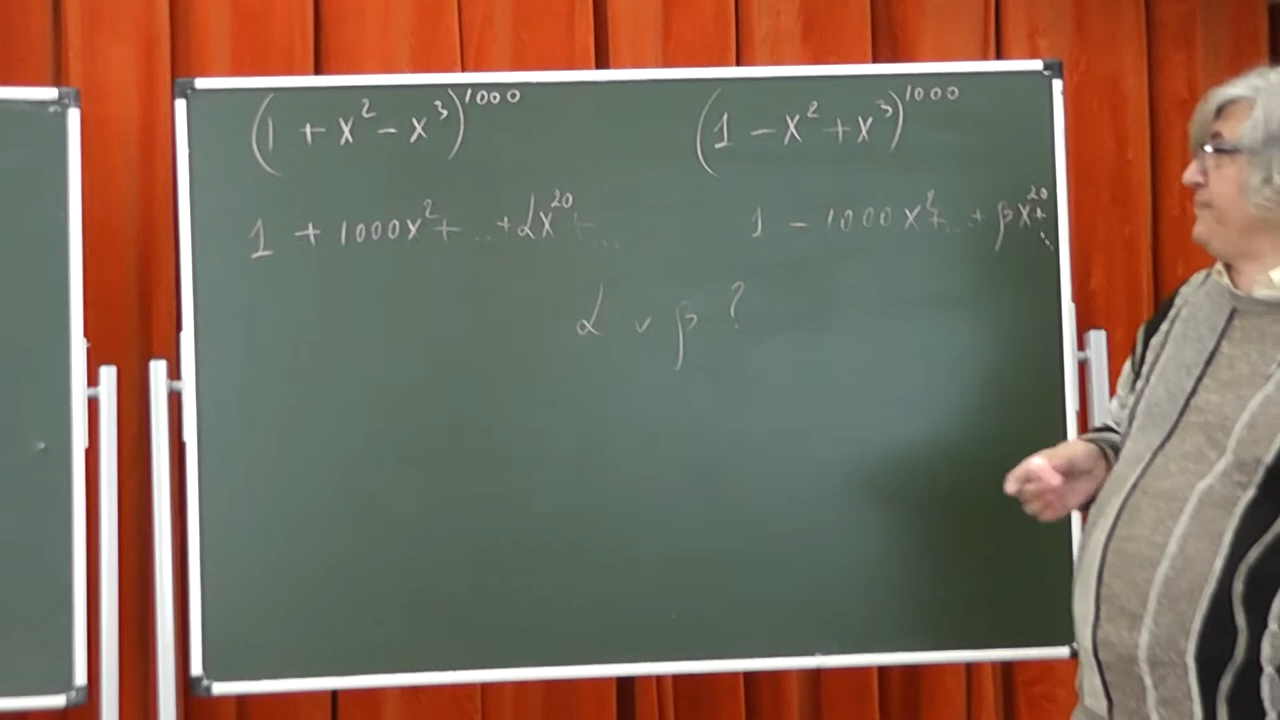 (1 + x² - x³)¹⁰⁰⁰ (1 - x² + x³)¹⁰⁰⁰
1 + 1000x² + ... + αx²⁰ + ... 1 - 1000x² + ... + βx²⁰ + ...
α ∨ β ?